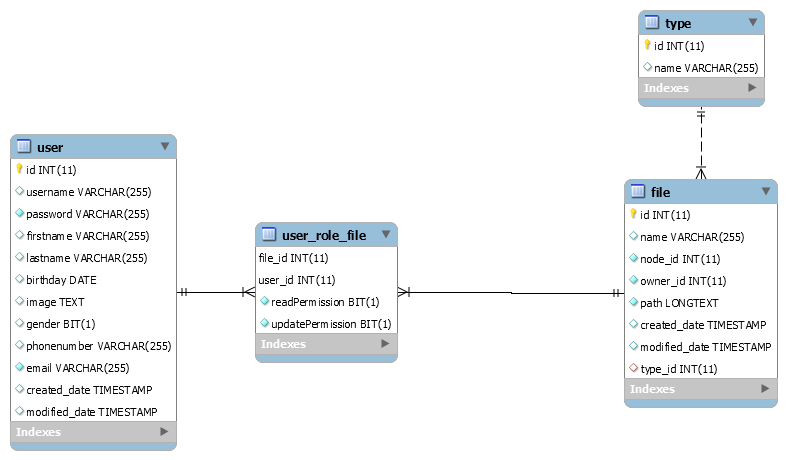 type
id INT(11)
name VARCHAR(255)
Indexes
user
id INT(11)
username VARCHAR(255)
password VARCHAR(255)
firstname VARCHAR(255)
lastname VARCHAR(255)
birthday DATE
image TEXT
gender BIT(1)
phonenumber VARCHAR(255)
email VARCHAR(255)
created_date TIMESTAMP
modified_date TIMESTAMP
Indexes
user_role_file
file_id INT(11)
user_id INT(11)
readPermission BIT(1)
updatePermission BIT(1)
Indexes
file
id INT(11)
name VARCHAR(255)
node_id INT(11)
owner_id INT(11)
path LONGTEXT
created_date TIMESTAMP
modified_date TIMESTAMP
type_id INT(11)
Indexes